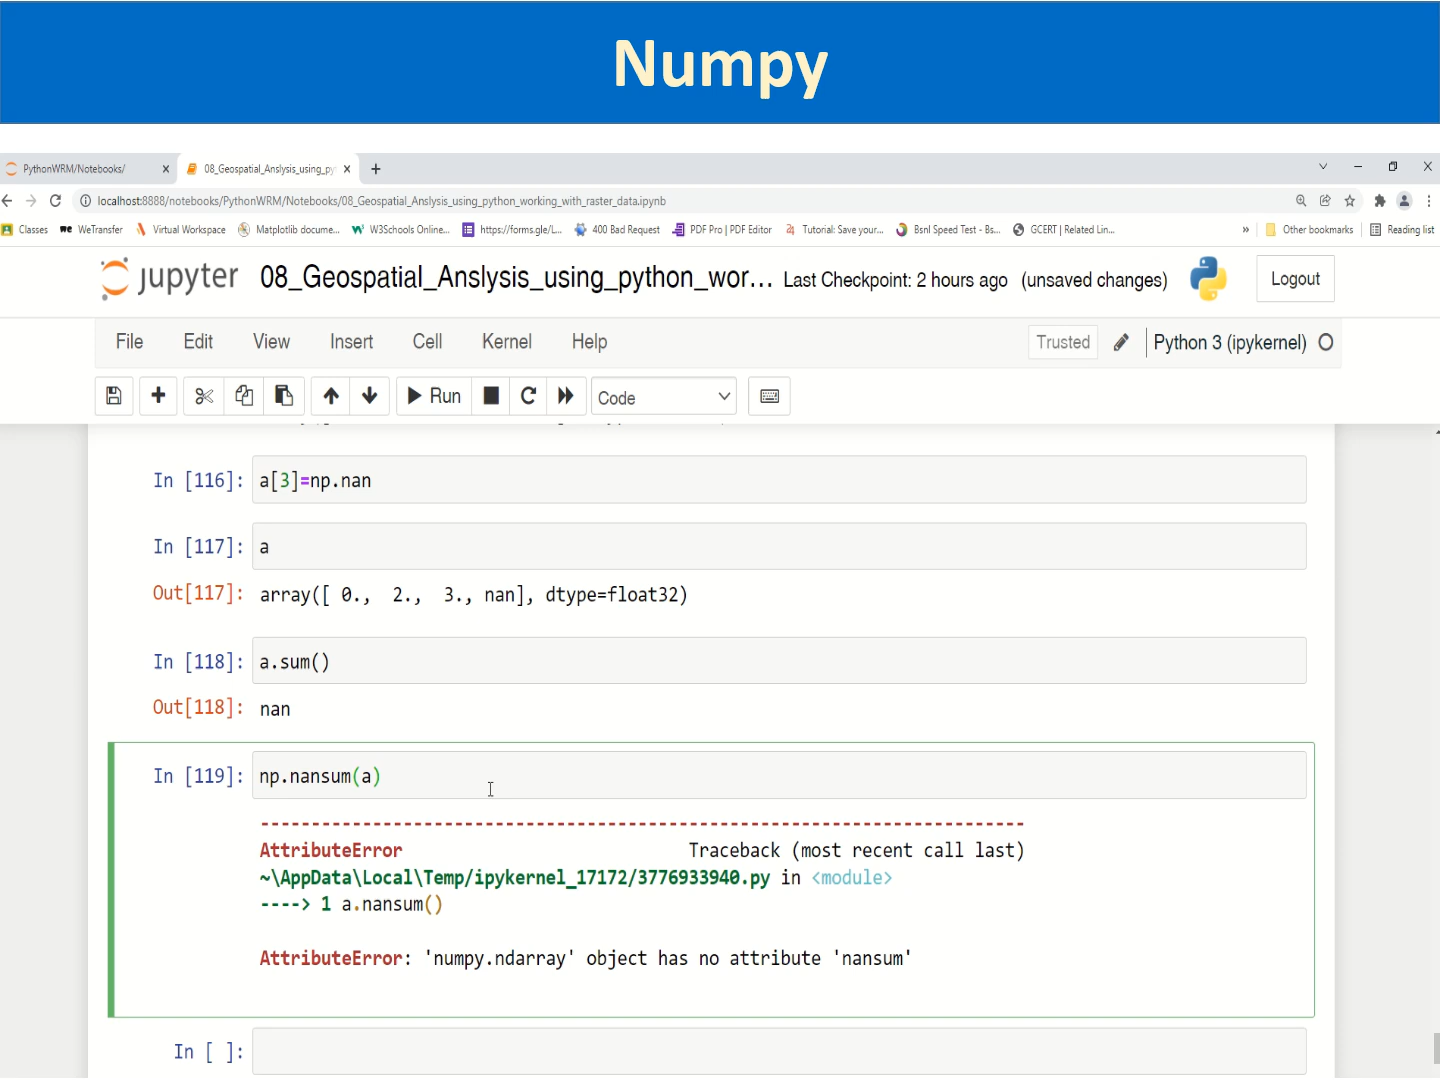 Numpy
PythonWRM/Notebooks/
08_Geospatial_Anslysis_using_py
localhost:8888/notebooks/PythonWRM/Notebooks/08_Geospatial_Anslysis_using_python_working_with_raster_data.ipynb
Classes WeTransfer Virtual Workspace Matplotlib docume... W3Schools Online... https://forms.gle/L... 400 Bad Request PDF Pro | PDF Editor Tutorial: Save your... Bsnl Speed Test - Bs... GCERT | Related Lin... » Other bookmarks Reading list
jupyter 08_Geospatial_Anslysis_using_python_wor... Last Checkpoint: 2 hours ago (unsaved changes) Logout
File Edit View Insert Cell Kernel Help Trusted Python 3 (ipykernel)
Run Code
In [116]: a[3]=np.nan
In [117]: a
Out[117]: array([ 0., 2., 3., nan], dtype=float32)
In [118]: a.sum()
Out[118]: nan
In [119]: np.nansum(a)
---------------------------------------------------------------------------
AttributeError Traceback (most recent call last)
~\AppData\Local\Temp/ipykernel_17172/3776933940.py in <module>
----> 1 a.nansum()
AttributeError: 'numpy.ndarray' object has no attribute 'nansum'
In [ ]: